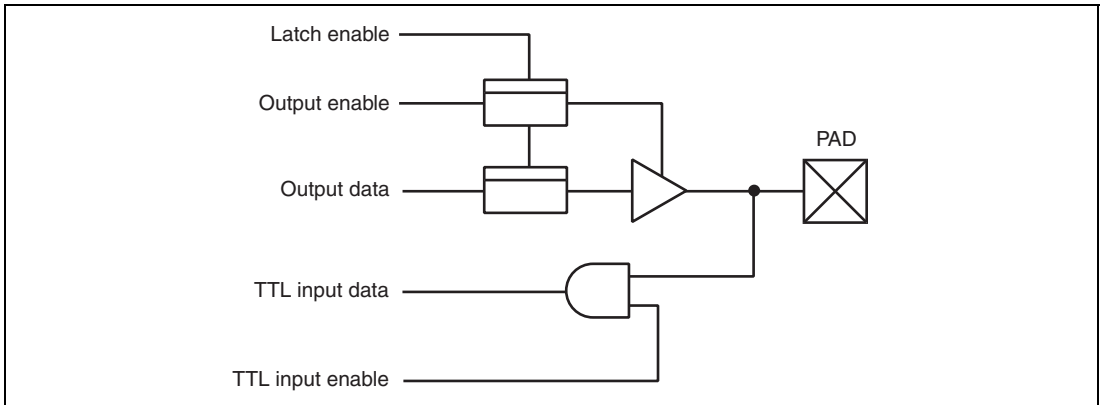 Latch enable
Output enable
PAD
Output data
TTL input data
TTL input enable